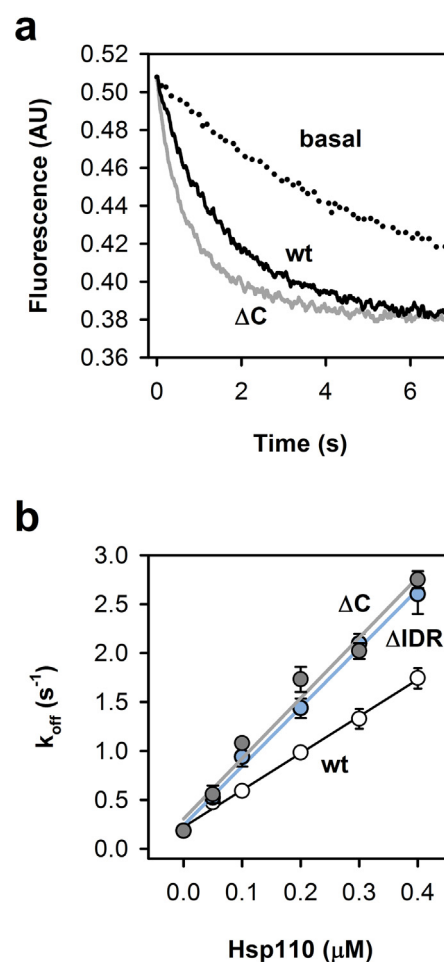 a
0.52
0.50
0.48
0.46
0.44
0.42
0.40
0.38
0.36
Fluorescence (AU)
basal
wt
ΔC
0 2 4 6
Time (s)
b
3.0
2.5
2.0
1.5
1.0
0.5
0.0
k_off (s⁻¹)
ΔC
ΔIDR
wt
0.0 0.1 0.2 0.3 0.4
Hsp110 (μM)